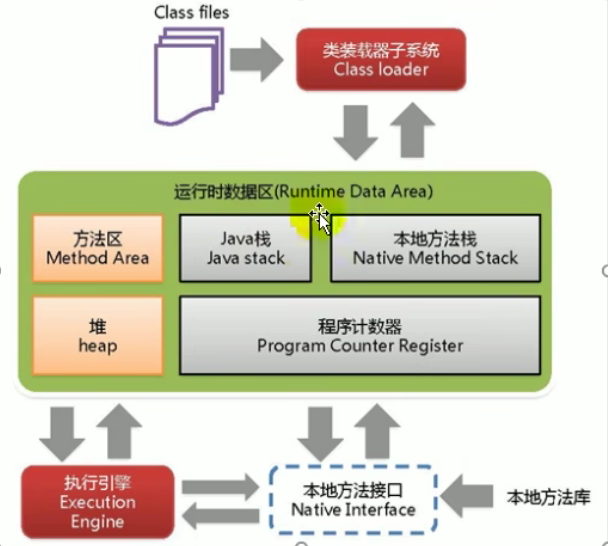 Class files
类装载器子系统
Class loader
运行时数据区(Runtime Data Area)
方法区
Method Area
Java栈
Java stack
本地方法栈
Native Method Stack
堆
heap
程序计数器
Program Counter Register
执行引擎
Execution
Engine
本地方法接口
Native Interface
本地方法库